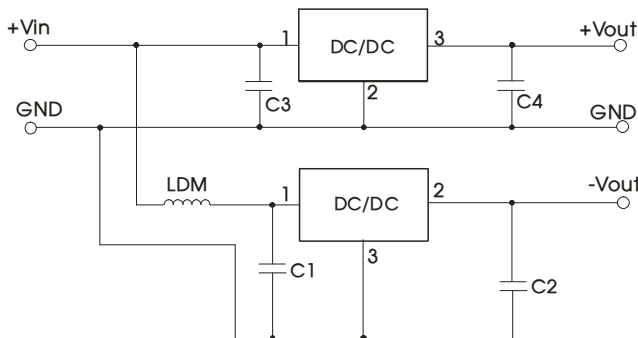 +Vin
1
DC/DC
3
+Vout
2
C3
C4
GND
GND
LDM
1
DC/DC
2
-Vout
3
C1
C2